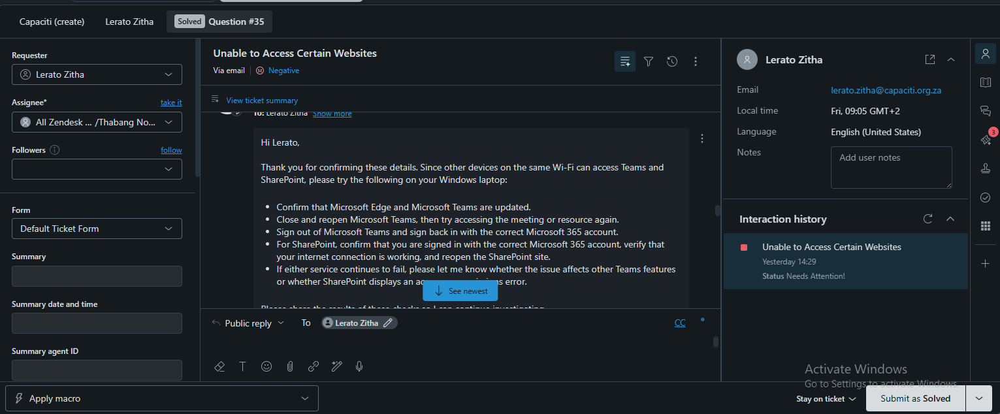 Capaciti (create)
Lerato Zitha
Solved Question #35
Requester
Lerato Zitha
Assignee* take it
All Zendesk ... /Thabang No...
Followers follow
Form
Default Ticket Form
Summary
Summary date and time
Summary agent ID
Apply macro
Unable to Access Certain Websites
Via email Negative
View ticket summary
To: Lerato Zitha Show more
Hi Lerato,
Thank you for confirming these details. Since other devices on the same Wi-Fi can access Teams and
SharePoint, please try the following on your Windows laptop:
• Confirm that Microsoft Edge and Microsoft Teams are updated.
• Close and reopen Microsoft Teams, then try accessing the meeting or resource again.
• Sign out of Microsoft Teams and sign back in with the correct Microsoft 365 account.
• For SharePoint, confirm that you are signed in with the correct Microsoft 365 account, verify that
your internet connection is working, and reopen the SharePoint site.
• If either service continues to fail, please let me know whether the issue affects other Teams features
or whether SharePoint displays an error.
See newest
Please share the results of these checks so I can continue investigating.
Public reply To Lerato Zitha CC
Lerato Zitha
Email lerato.zitha@capaciti.org.za
Local time Fri, 09:05 GMT+2
Language English (United States)
Notes Add user notes
Interaction history
Unable to Access Certain Websites
Yesterday 14:29
Status Needs Attention!
3
Activate Windows
Go to Settings to activate Windows.
Stay on ticket
Submit as Solved